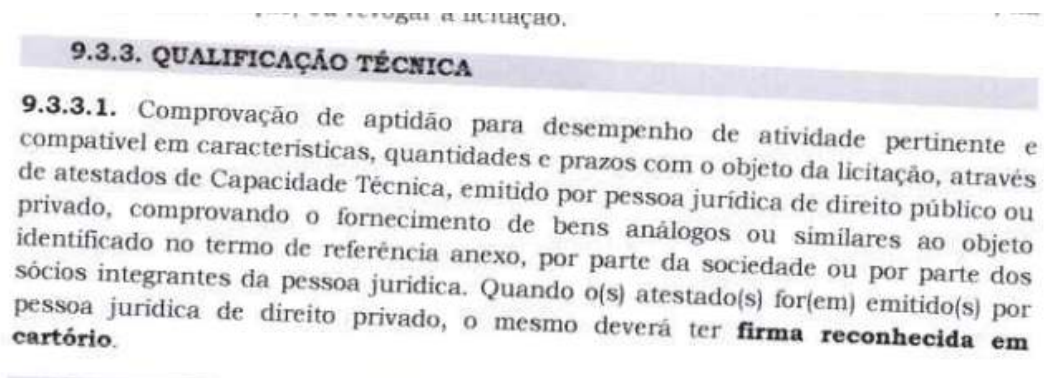 ou revogar a licitação.
9.3.3. QUALIFICAÇÃO TÉCNICA
9.3.3.1. Comprovação de aptidão para desempenho de atividade pertinente e
compatível em características, quantidades e prazos com o objeto da licitação, através
de atestados de Capacidade Técnica, emitido por pessoa jurídica de direito público ou
privado, comprovando o fornecimento de bens análogos ou similares ao objeto
identificado no termo de referência anexo, por parte da sociedade ou por parte dos
sócios integrantes da pessoa jurídica. Quando o(s) atestado(s) for(em) emitido(s) por
pessoa jurídica de direito privado, o mesmo deverá ter firma reconhecida em
cartório.